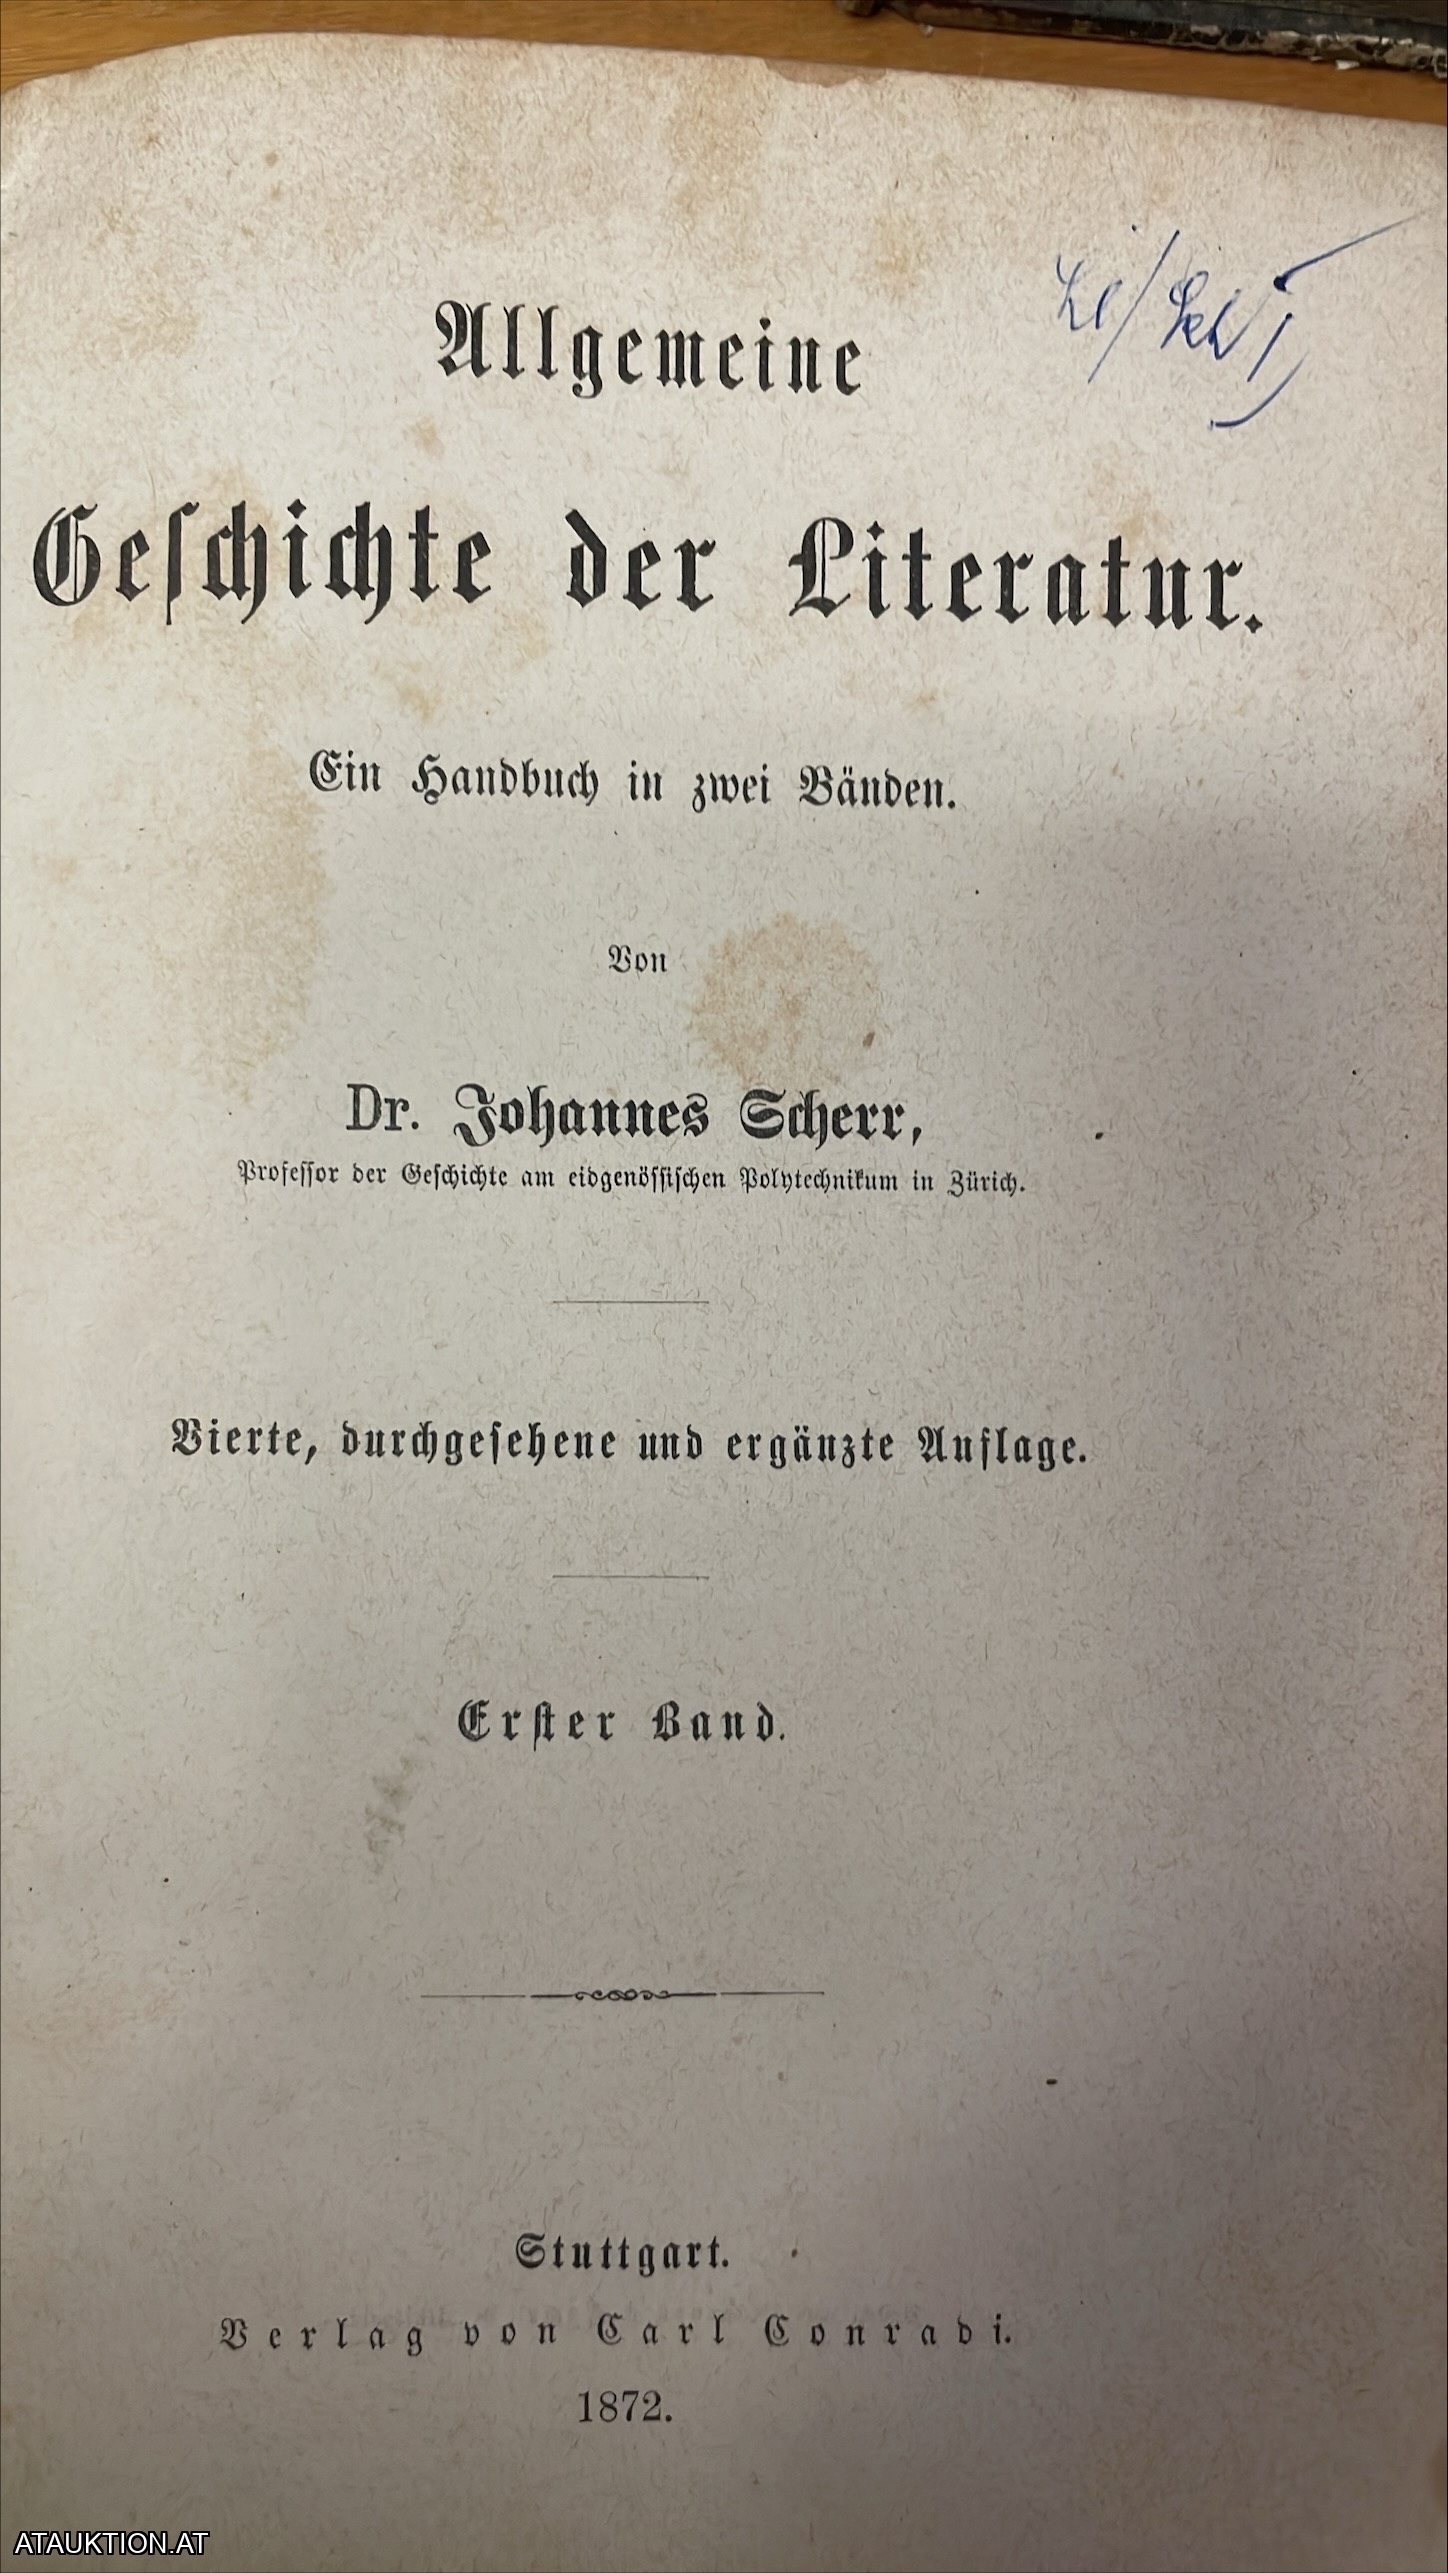 Allgemeine
Geſchichte der Literatur.
Ein Handbuch in zwei Bänden.
Von
Dr. Johannes Scherr,
Profeſſor der Geſchichte am eidgenöſſiſchen Polytechnikum in Zürich.
Vierte, durchgeſehene und ergänzte Auflage.
Erſter Band.
Stuttgart.
Verlag von Carl Conradi.
1872.
ATAUKTION.AT